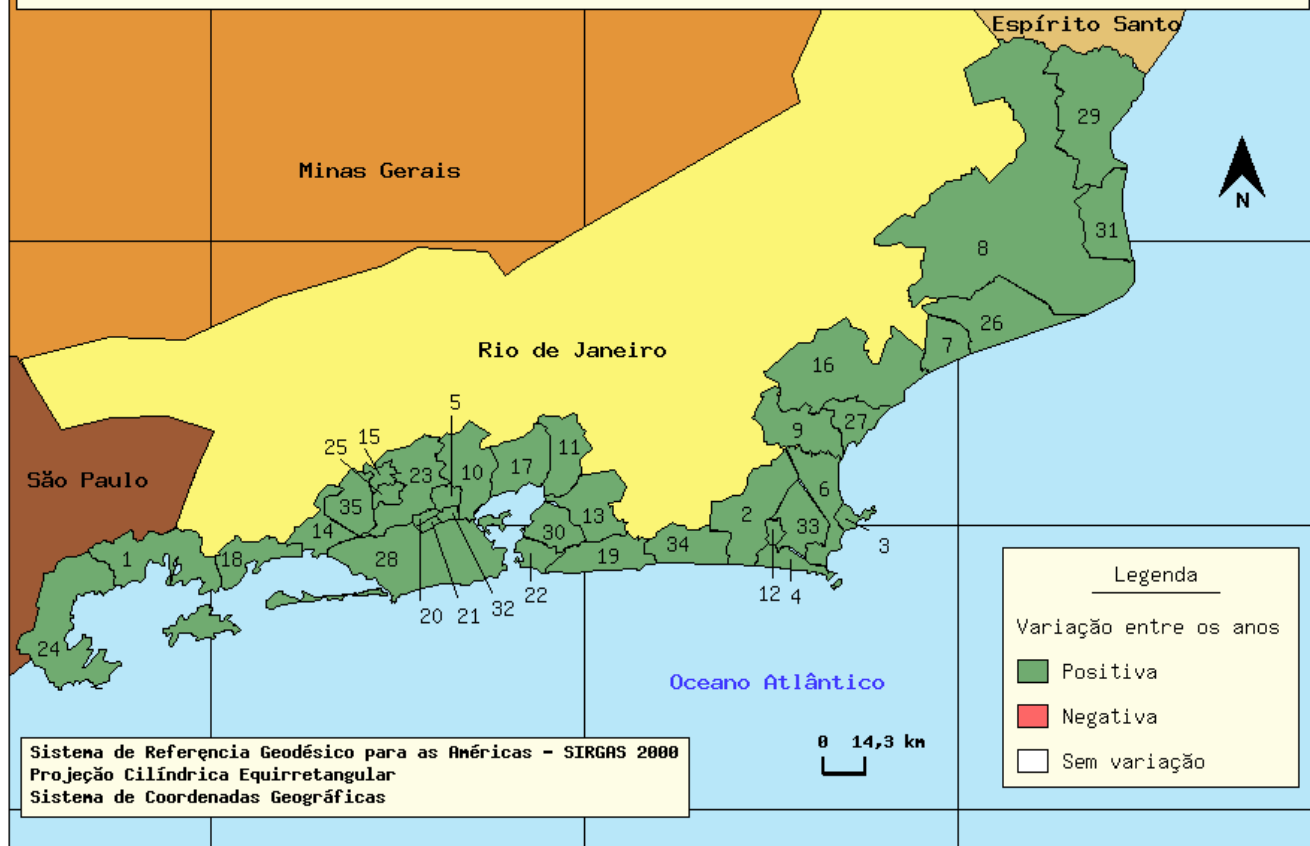 Espírito Santo
29
Minas Gerais
N
31
8
26
Rio de Janeiro
7
16
5
15
27
9
25
11
23
10
17
São Paulo
6
35
2
13
14
33
30
34
1
18
28
19
3
22
12
4
20
21
32
24
Oceano Atlântico
Legenda
Variação entre os anos
Positiva
Negativa
Sem variação
0 14,3 km
Sistema de Referęncia Geodésico para as Américas - SIRGAS 2000
Projeção Cilíndrica Equirretangular
Sistema de Coordenadas Geográficas